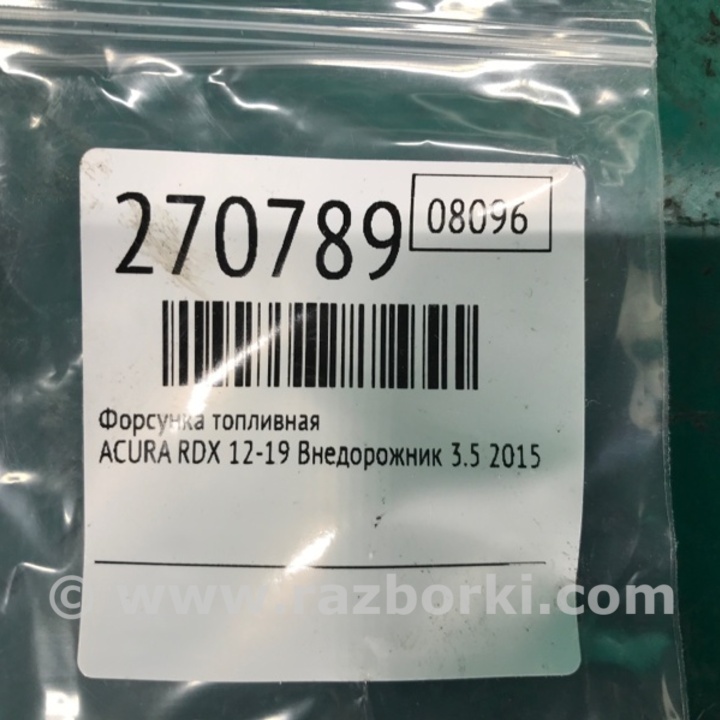 270789
08096
Форсунка топливная
ACURA RDX 12-19 Внедорожник 3.5 2015
© www.razborki.com